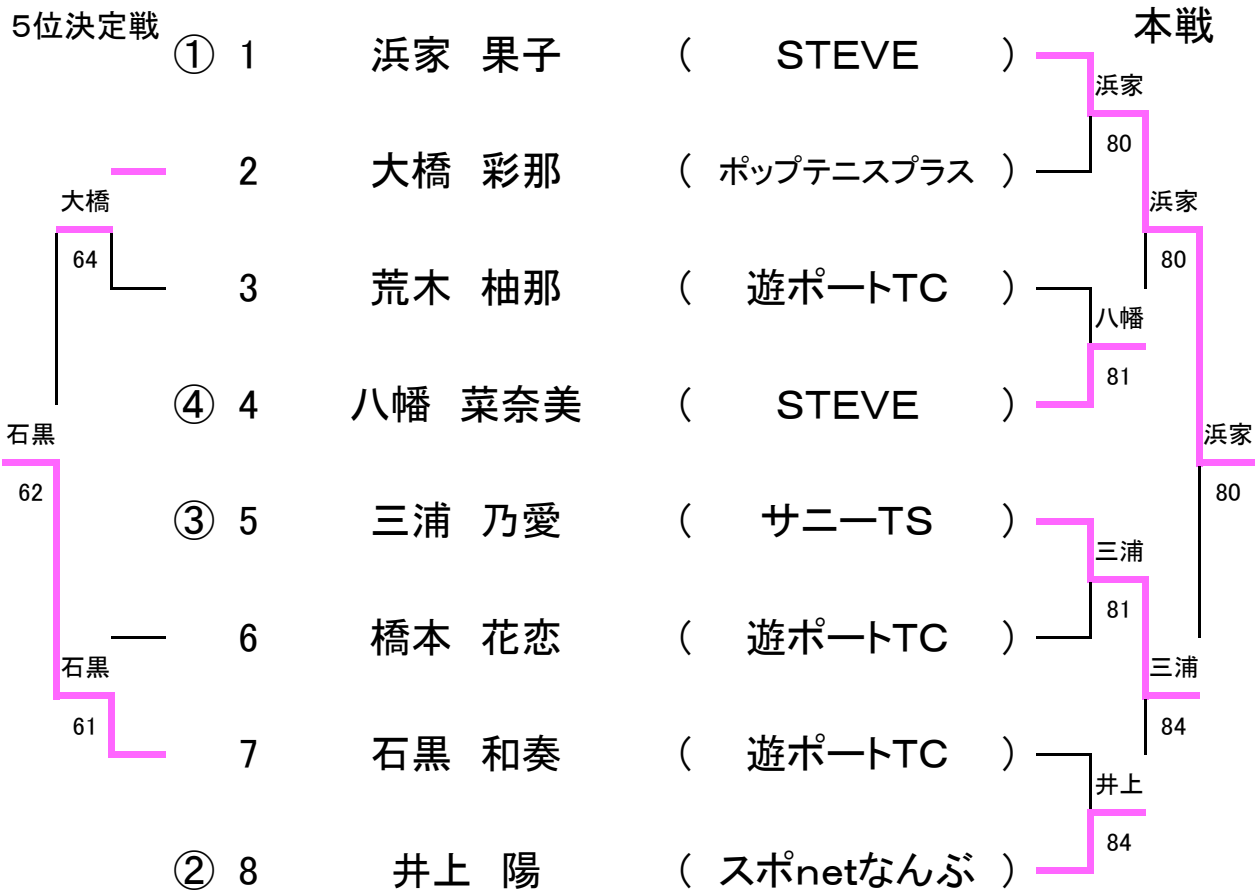 5位決定戦
本戦
① 1 浜家 果子 ( STEVE )
浜家
80
2 大橋 彩那 ( ポップテニスプラス )
大橋
64
浜家
80
3 荒木 柚那 ( 遊ポートTC )
八幡
81
④ 4 八幡 菜奈美 ( STEVE )
石黒
62
浜家
80
③ 5 三浦 乃愛 ( サニーTS )
三浦
81
6 橋本 花恋 ( 遊ポートTC )
石黒
61
三浦
84
7 石黒 和奏 ( 遊ポートTC )
井上
84
② 8 井上 陽 ( スポnetなんぶ )